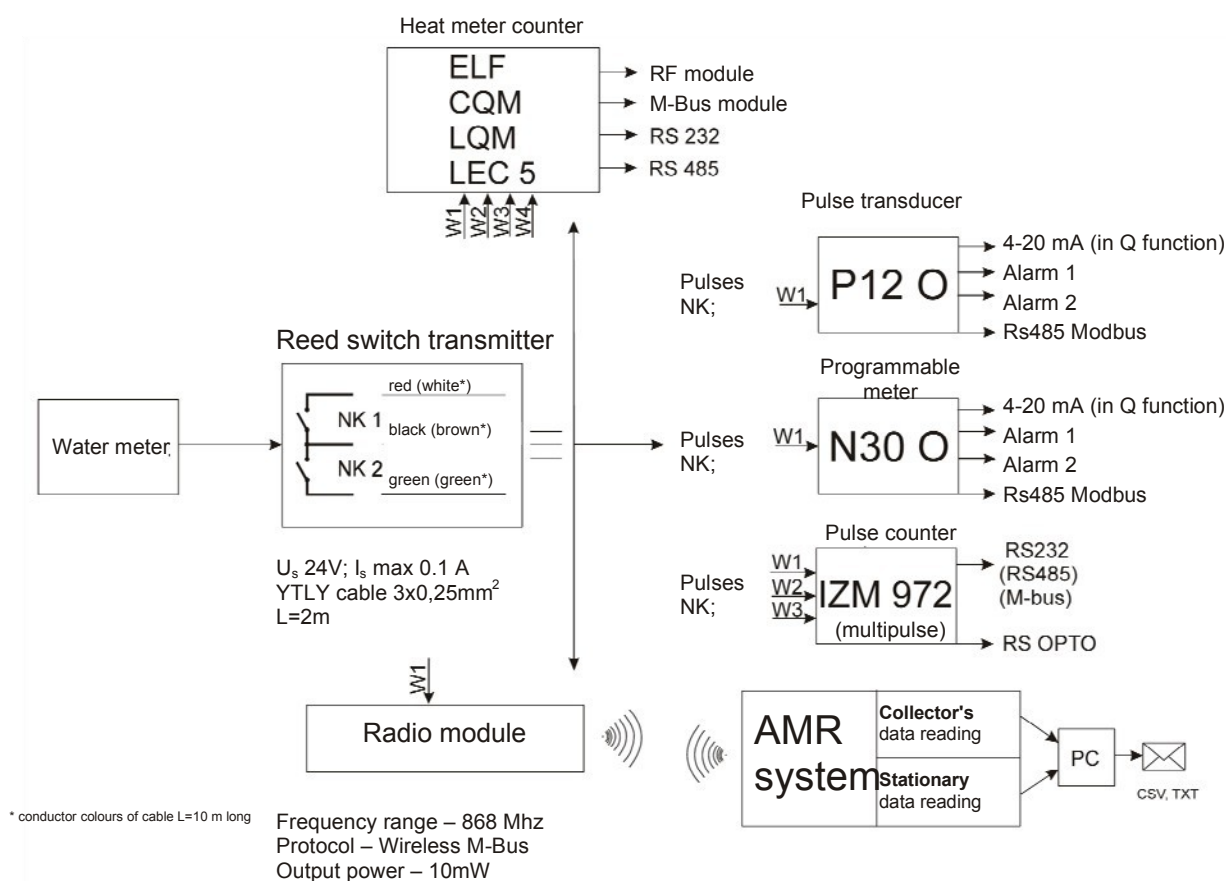 Heat meter counter
ELF
CQM
LQM
LEC 5
RF module
M-Bus module
RS 232
RS 485
W1
W2
W3
W4
Pulse transducer
Pulses
NK;
W1
P12 O
4-20 mA (in Q function)
Alarm 1
Alarm 2
Rs485 Modbus
Water meter
Reed switch transmitter
NK 1
NK 2
red (white*)
black (brown*)
green (green*)
U_s 24V; I_s max 0.1 A
YTLY cable 3x0,25mm²
L=2m
Programmable
meter
Pulses
NK;
W1
N30 O
4-20 mA (in Q function)
Alarm 1
Alarm 2
Rs485 Modbus
Pulse counter
Pulses
NK;
W1
W2
W3
IZM 972
(multipulse)
RS232
(RS485)
(M-bus)
RS OPTO
W1
Radio module
AMR
system
Collector's
data reading
Stationary
data reading
PC
CSV, TXT
* conductor colours of cable L=10 m long
Frequency range – 868 Mhz
Protocol – Wireless M-Bus
Output power – 10mW